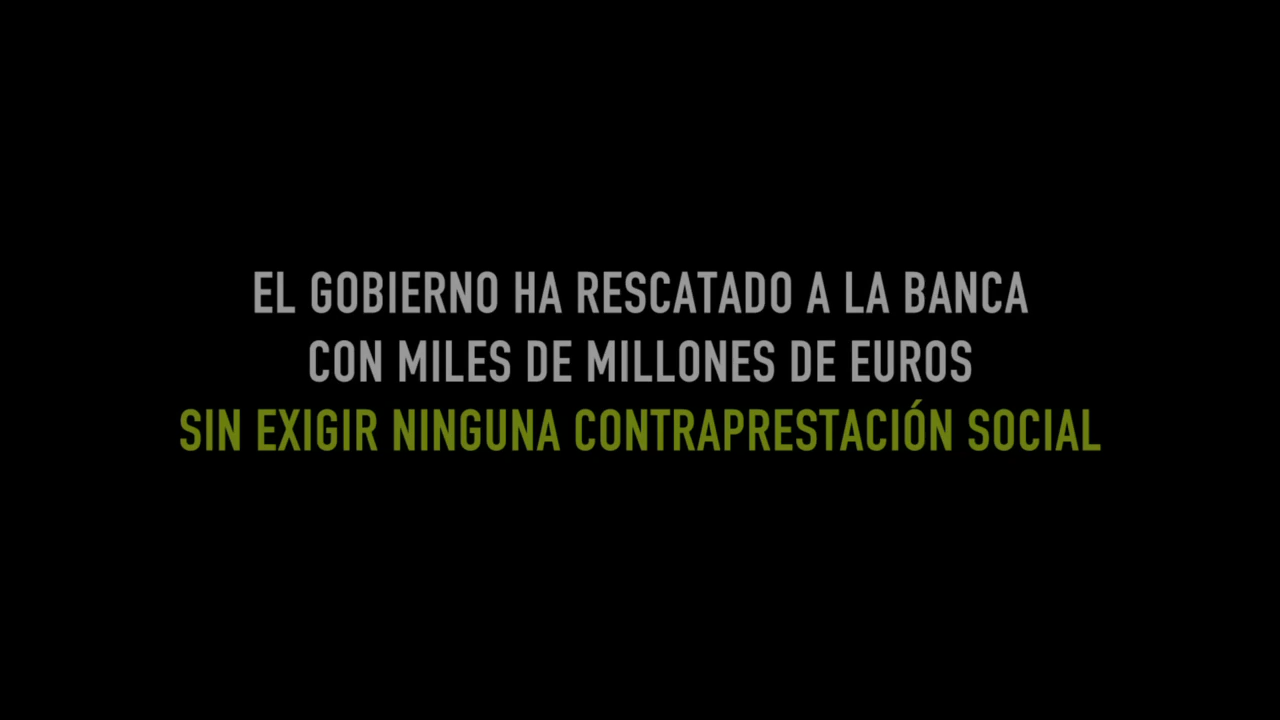 EL GOBIERNO HA RESCATADO A LA BANCA
CON MILES DE MILLONES DE EUROS
SIN EXIGIR NINGUNA CONTRAPRESTACIÓN SOCIAL